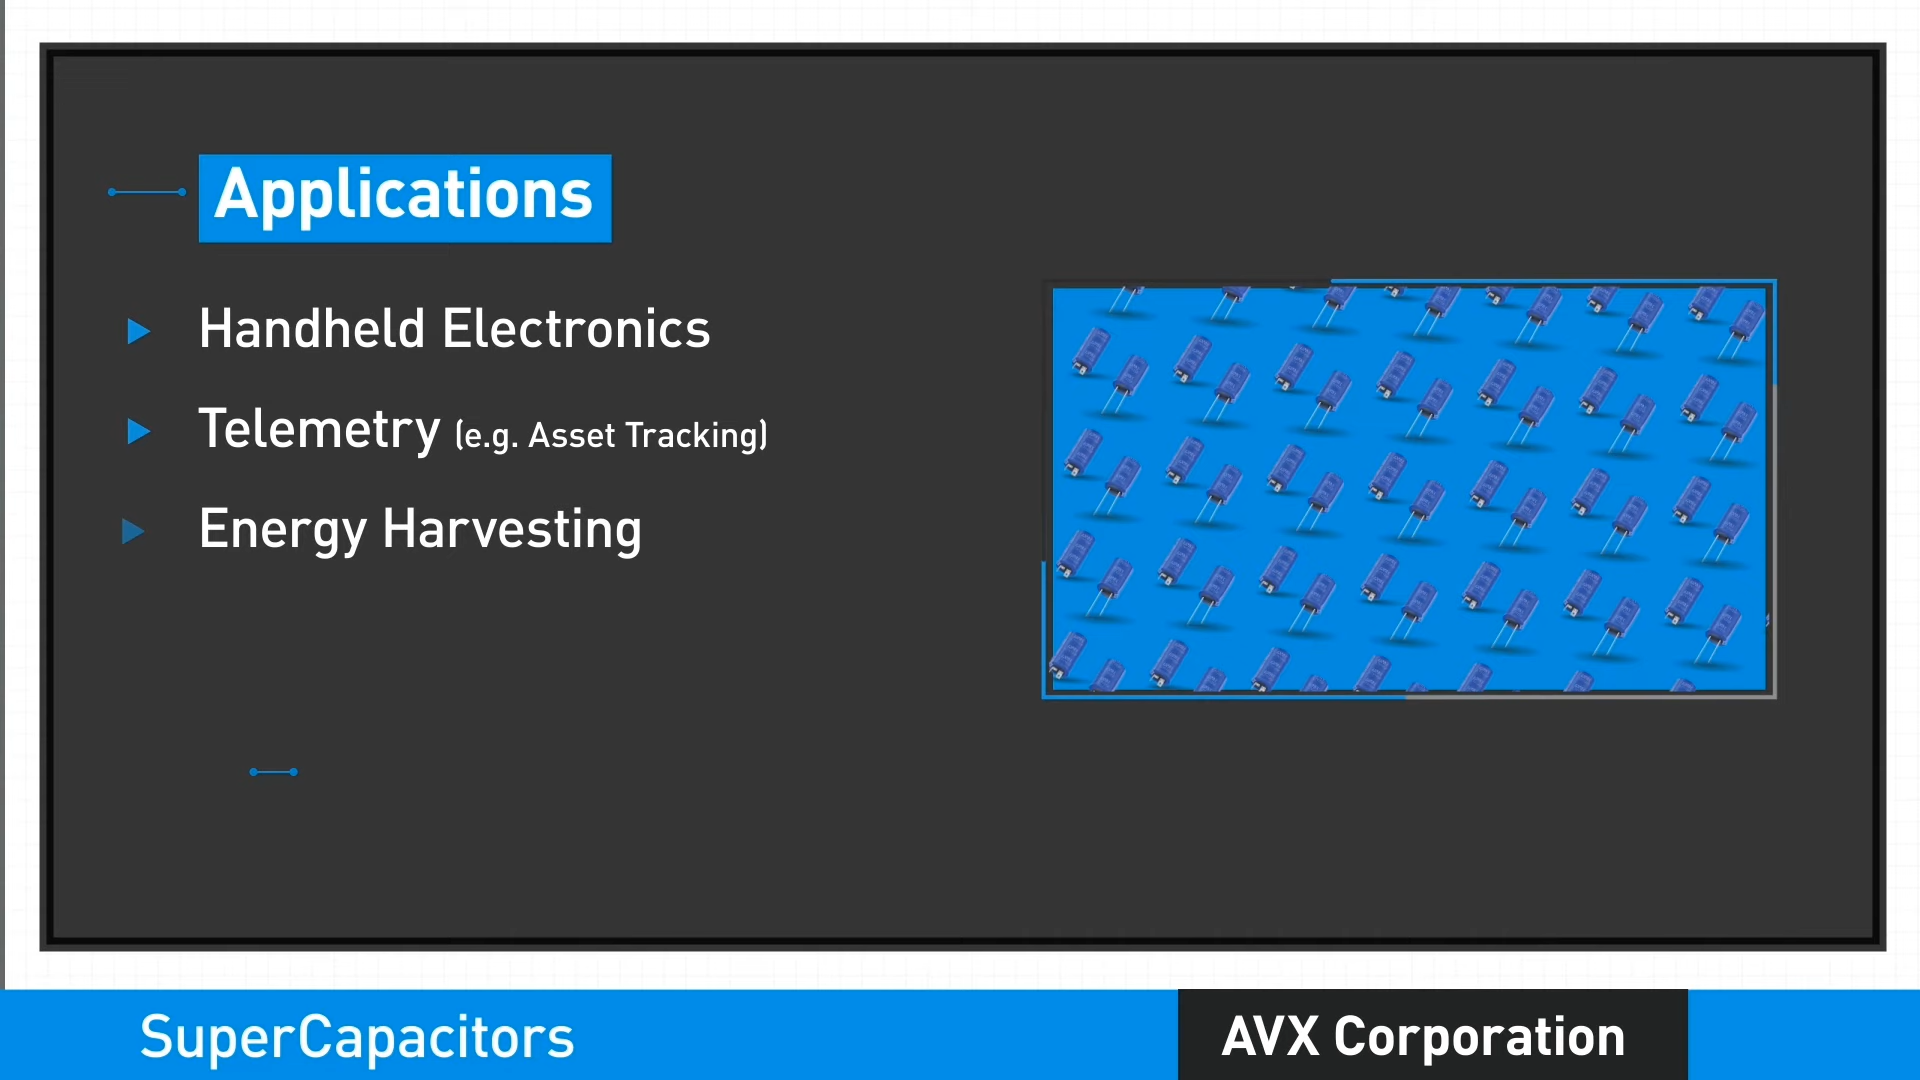 Applications
Handheld Electronics
Telemetry (e.g. Asset Tracking)
Energy Harvesting
SuperCapacitors
AVX Corporation